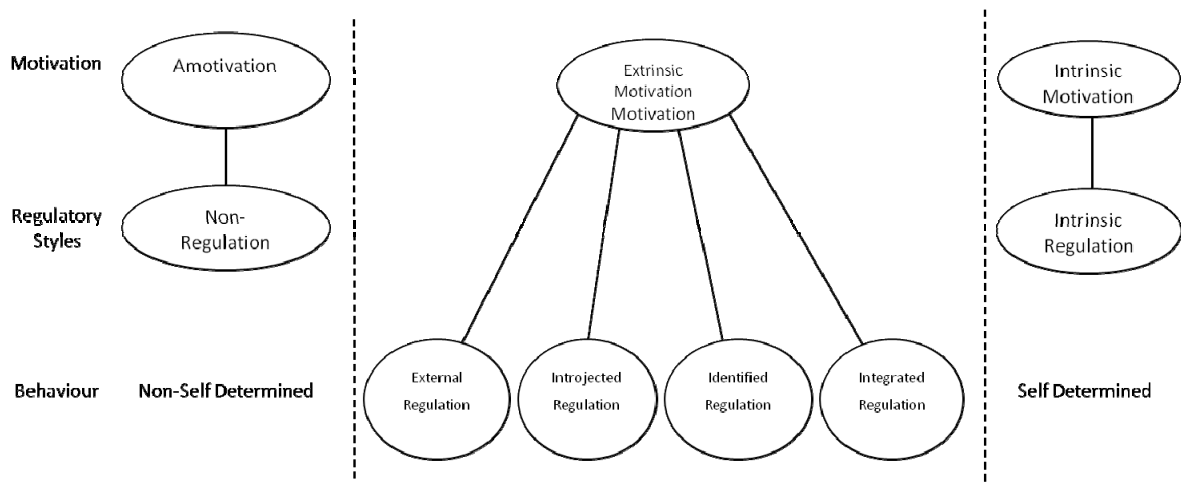 Motivation
Amotivation
Extrinsic
Motivation
Motivation
Intrinsic
Motivation
Regulatory
Styles
Non-
Regulation
Intrinsic
Regulation
Behaviour
Non-Self Determined
External
Regulation
Introjected
Regulation
Identified
Regulation
Integrated
Regulation
Self Determined